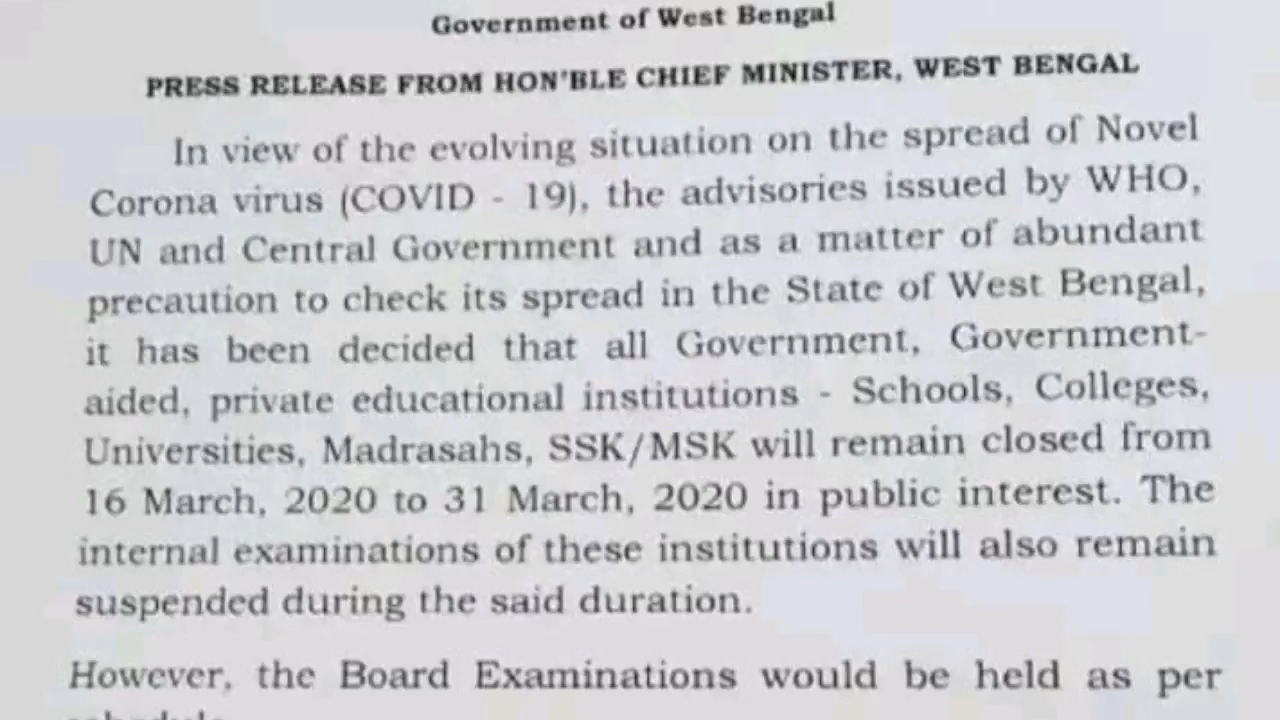 Government of West Bengal
PRESS RELEASE FROM HON'BLE CHIEF MINISTER, WEST BENGAL
In view of the evolving situation on the spread of Novel
Corona virus (COVID - 19), the advisories issued by WHO,
UN and Central Government and as a matter of abundant
precaution to check its spread in the State of West Bengal,
it has been decided that all Government, Government-
aided, private educational institutions - Schools, Colleges,
Universities, Madrasahs, SSK/MSK will remain closed from
16 March, 2020 to 31 March, 2020 in public interest. The
internal examinations of these institutions will also remain
suspended during the said duration.
However, the Board Examinations would be held as per